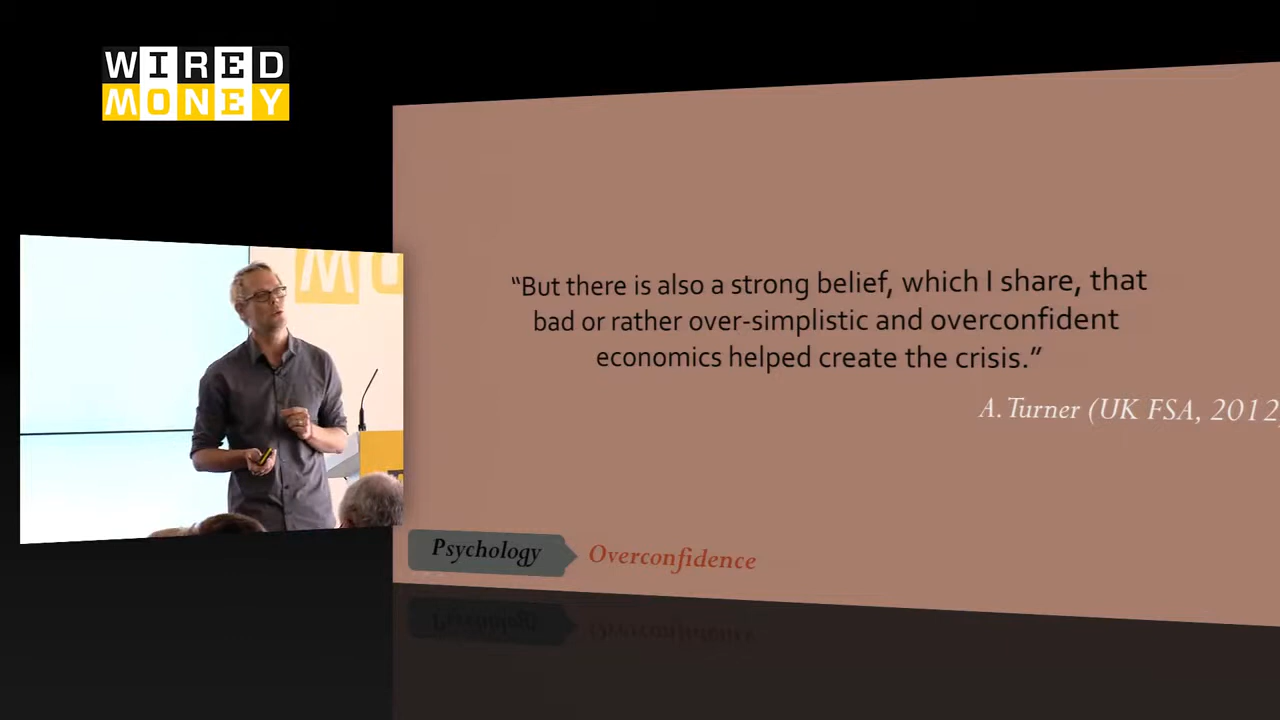 WIRED
MONEY
MO
“But there is also a strong belief, which I share, that
bad or rather over-simplistic and overconfident
economics helped create the crisis.”
A. Turner (UK FSA, 2012
Psychology
Overconfidence